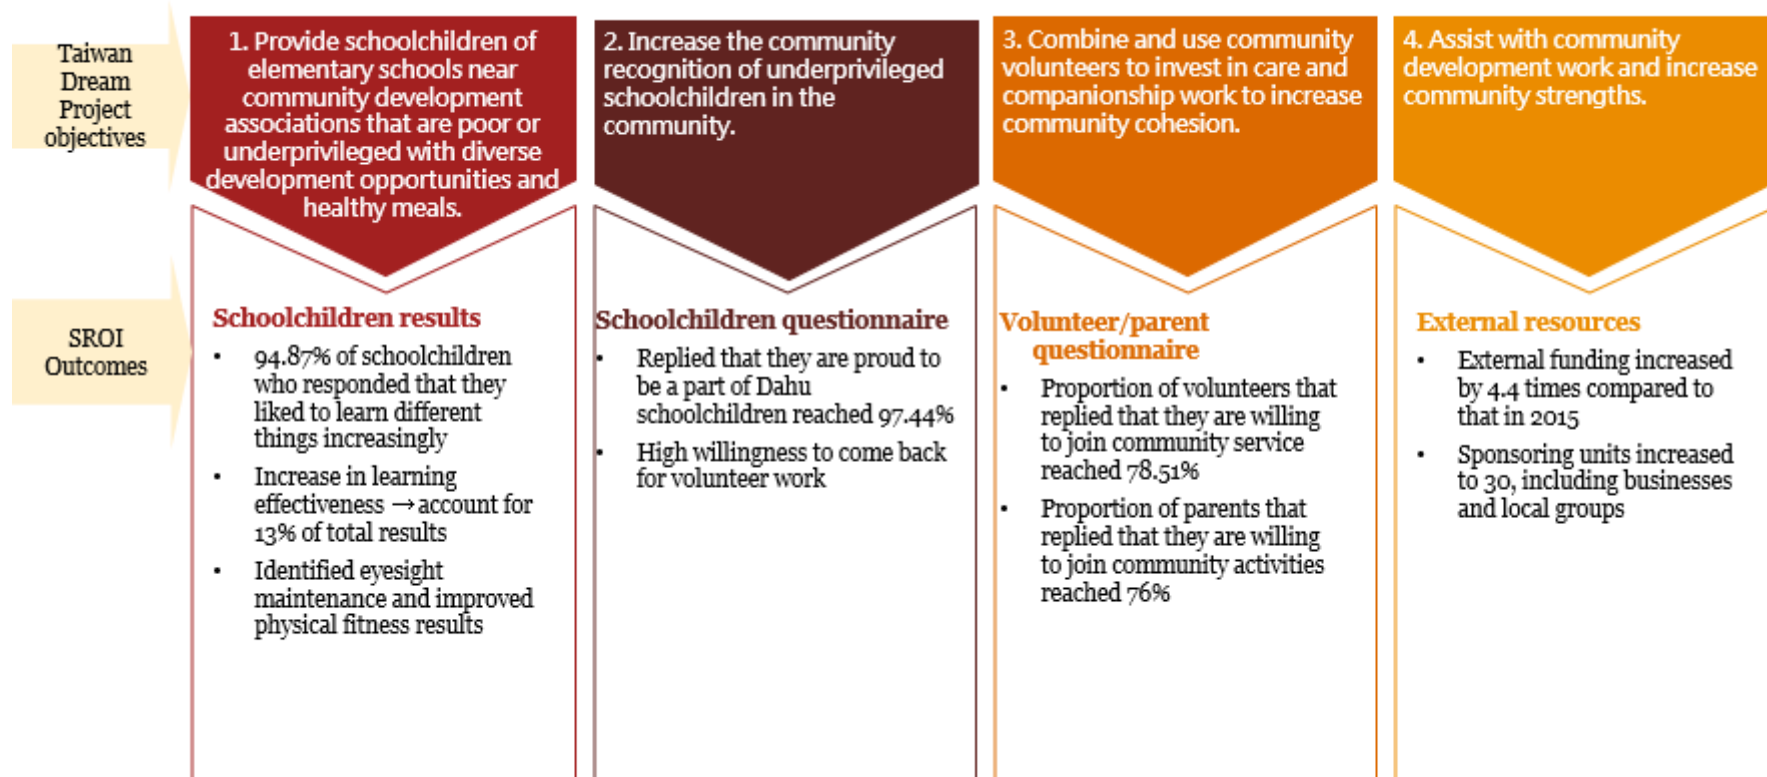 Taiwan
Dream
Project
objectives
1. Provide schoolchildren of
elementary schools near
community development
associations that are poor or
underprivileged with diverse
development opportunities and
healthy meals.
2. Increase the community
recognition of underprivileged
schoolchildren in the
community.
3. Combine and use community
volunteers to invest in care and
companionship work to increase
community cohesion.
4. Assist with community
development work and increase
community strengths.
SROI
Outcomes
Schoolchildren results
• 94.87% of schoolchildren
who responded that they
liked to learn different
things increasingly
• Increase in learning
effectiveness →account for
13% of total results
• Identified eyesight
maintenance and improved
physical fitness results
Schoolchildren questionnaire
• Replied that they are proud to
be a part of Dahu
schoolchildren reached 97.44%
• High willingness to come back
for volunteer work
Volunteer/parent
questionnaire
• Proportion of volunteers that
replied that they are willing
to join community service
reached 78.51%
• Proportion of parents that
replied that they are willing
to join community activities
reached 76%
External resources
• External funding increased
by 4.4 times compared to
that in 2015
• Sponsoring units increased
to 30, including businesses
and local groups